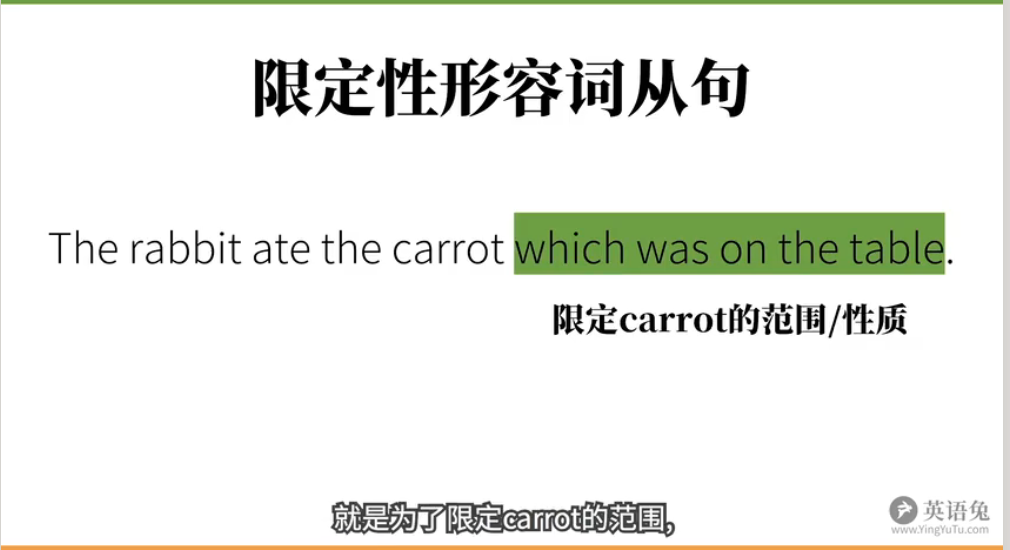 限定性形容词从句
The rabbit ate the carrot which was on the table.
限定carrot的范围/性质
就是为了限定carrot的范围,
英语兔
www.YingYuTu.com